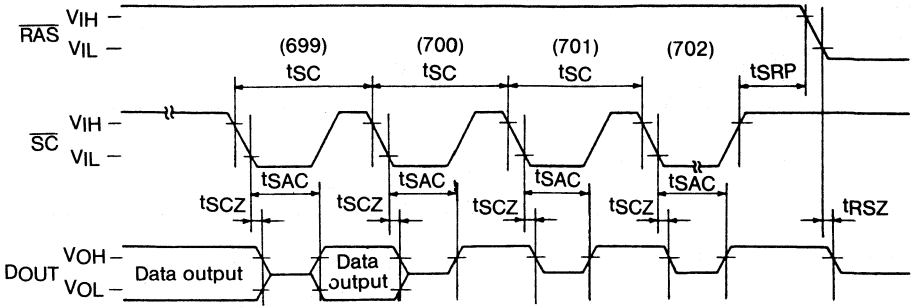 RAS VIH
VIL
(699) (700) (701) (702)
tSC tSC tSC tSRP
SC VIH
VIL
tSAC tSAC tSAC tSAC
tSCZ tSCZ tSCZ tSCZ tRSZ
DOUT VOH
VOL
Data output
Data
output